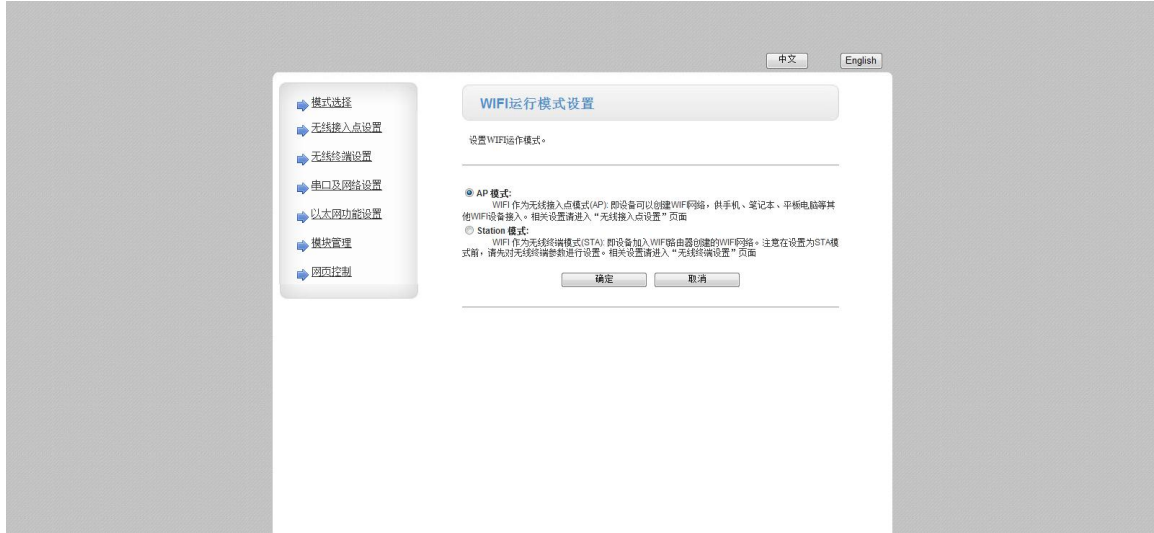 中文
English
模式选择
无线接入点设置
无线终端设置
串口及网络设置
以太网功能设置
模块管理
网页控制
WIFI运行模式设置
设置WIFI运作模式。
AP 模式:
WIFI 作为无线接入点模式(AP): 即设备可以创建WIFI网络，供手机、笔记本、平板电脑等其
他WIFI设备接入。相关设置请进入“无线接入点设置”页面
Station 模式:
WIFI 作为无线终端模式(STA): 即设备加入WIFI路由器创建的WIFI网络。注意在设置为STA模
式前，请先对无线终端参数进行设置。相关设置请进入“无线终端设置”页面
确定
取消